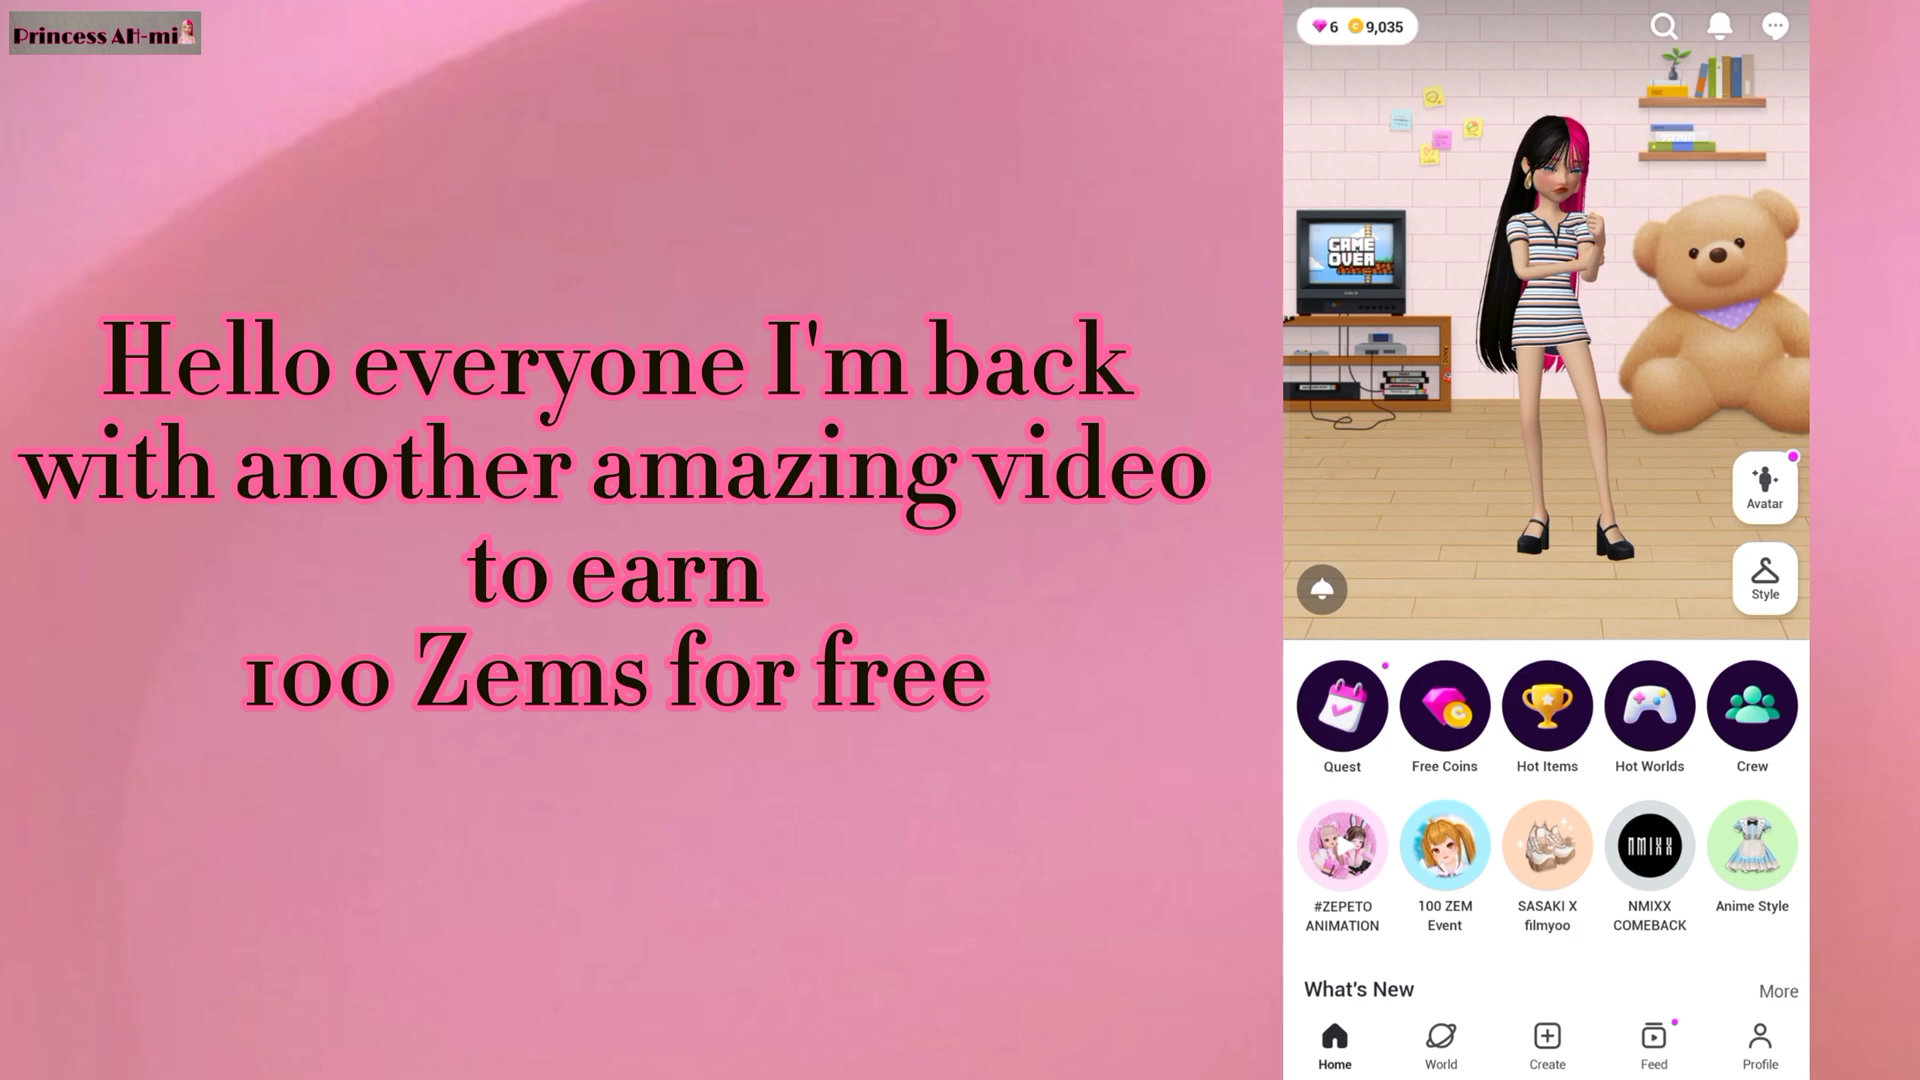 Princess AH-mi
Hello everyone I'm back
with another amazing video
to earn
100 Zems for free
6 9,035
GAME
OVER
Avatar
Style
Quest
Free Coins
Hot Items
Hot Worlds
Crew
NMIXX
#ZEPETO
ANIMATION
100 ZEM
Event
SASAKI X
filmyoo
NMIXX
COMEBACK
Anime Style
What's New
More
Home
World
Create
Feed
Profile